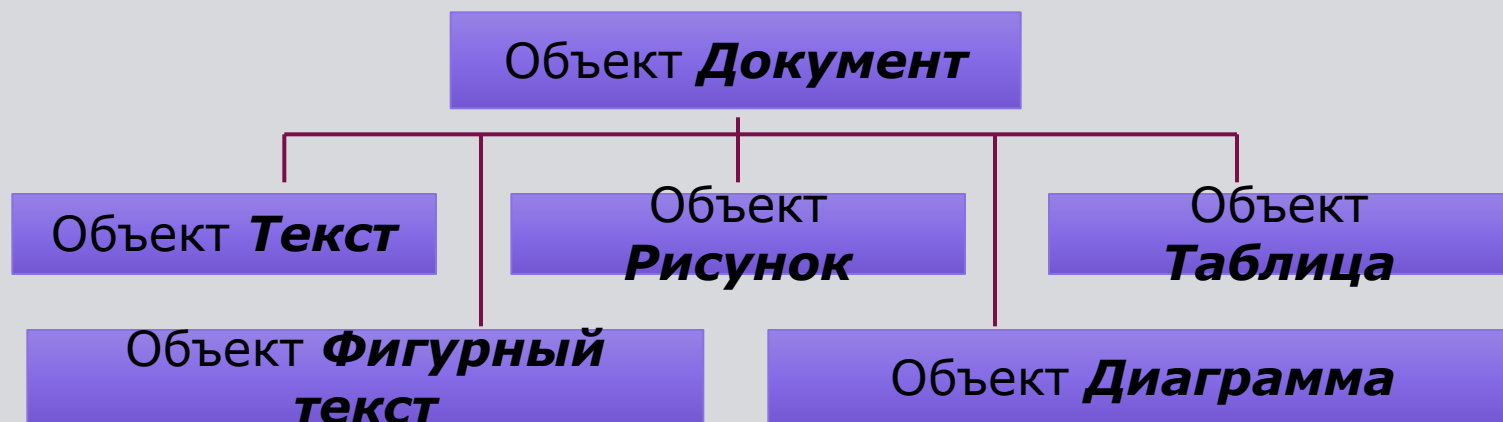 Объект Документ
Объект Текст
Объект
Рисунок
Объект
Таблица
Объект Фигурный
текст
Объект Диаграмма